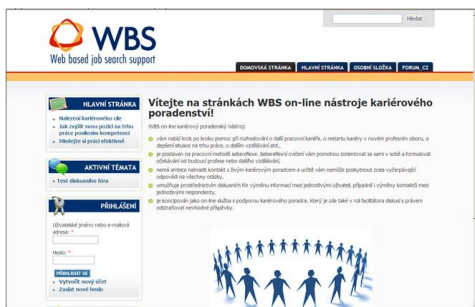 Hledat
WBS
Web based job search support
DOMOVSKÁ STRÁNKA HLAVNÍ STRÁNKA OSOBNÍ SLOŽKA FORUM_CZ
HLAVNÍ STRÁNKA
» Nalezení kariérového cíle
» Jak zvýšit svou pozici na trhu
práce posílením kompetencí
» Hledejte si práci efektivně
AKTIVNÍ TÉMATA
» Test diskusního fóra
PŘIHLÁŠENÍ
Uživatelské jméno nebo e-mailová
adresa: *
Heslo: *
PŘIHLÁSIT SE
» Vytvořit nový účet
» Zaslat nové heslo
Vítejte na stránkách WBS on-line nástroje kariérového
poradenství!
WBS on-line kariérový poradenský nástroj:
vám nabízí krok po kroku pomoc při rozhodování o další pracovní kariéře, o restartu kariéry v novém profesním oboru, o
zlepšení situace na trhu práce, o dalším vzdělávání atd.,
je postaven na pracovní metodě sebereflexe. Sebereflexní cvičení vám pomohou zorientovat se sami v sobě a formulovat
očekávání od budoucí profese nebo dalšího vzdělávání,
nemá ambice nahradit kontakt s živým kariérovým poradcem a určitě vám nemůže poskytnout zcela vyčerpávající
odpovědi na všechny otázky,
umožňuje prostřednictvím diskusních fór výměnu informací mezi jednotlivými uživateli, případně i výměny kontaktů mezi
jednotlivými respondenty,
je koncipován jako on-line služba s podporou kariérového poradce, který je zde také v roli facilitátora diskusí s právem
odstraňovat nevhodné příspěvky.